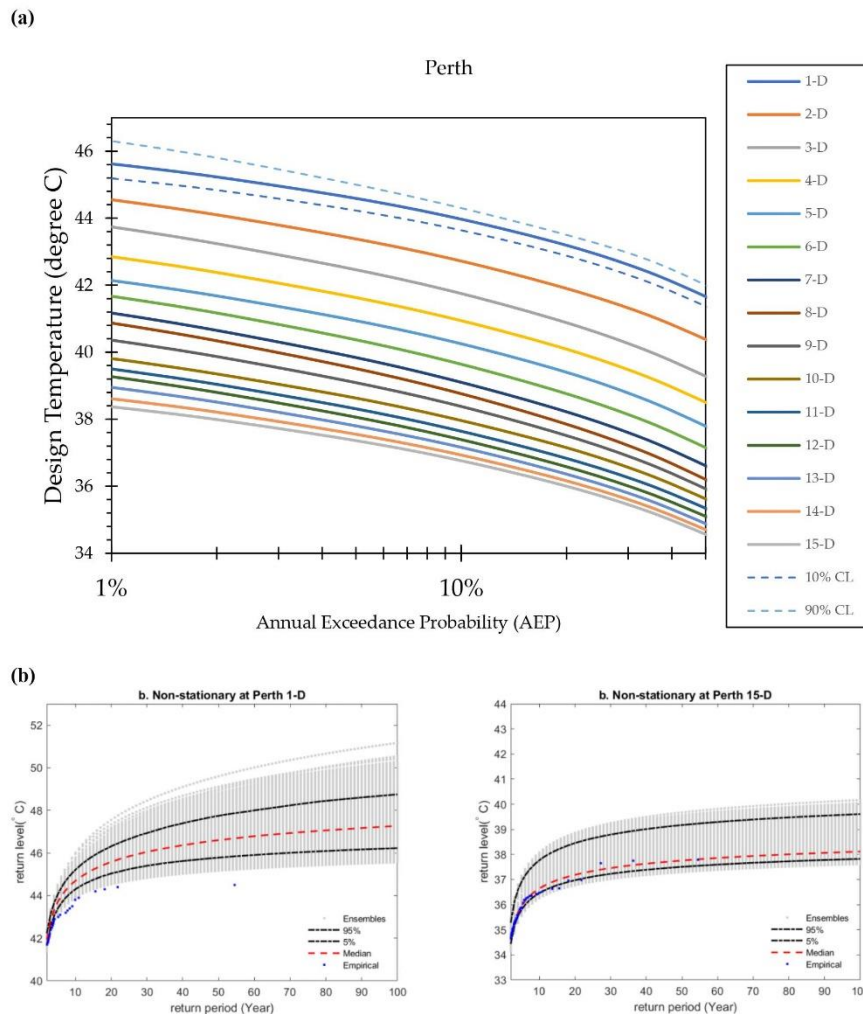 (a)
Perth
Design Temperature (degree C)
46
44
42
40
38
36
34
1%
10%
Annual Exceedance Probability (AEP)
1-D
2-D
3-D
4-D
5-D
6-D
7-D
8-D
9-D
10-D
11-D
12-D
13-D
14-D
15-D
10% CL
90% CL
(b)
b. Non-stationary at Perth 1-D
return level(° C)
52
50
48
46
44
42
40
10 20 30 40 50 60 70 80 90 100
return period (Year)
Ensembles
95%
5%
Median
Empirical
b. Non-stationary at Perth 15-D
return level(° C)
44
43
42
41
40
39
38
37
36
35
34
33
10 20 30 40 50 60 70 80 90 100
return period (Year)
Ensembles
95%
5%
Median
Empirical